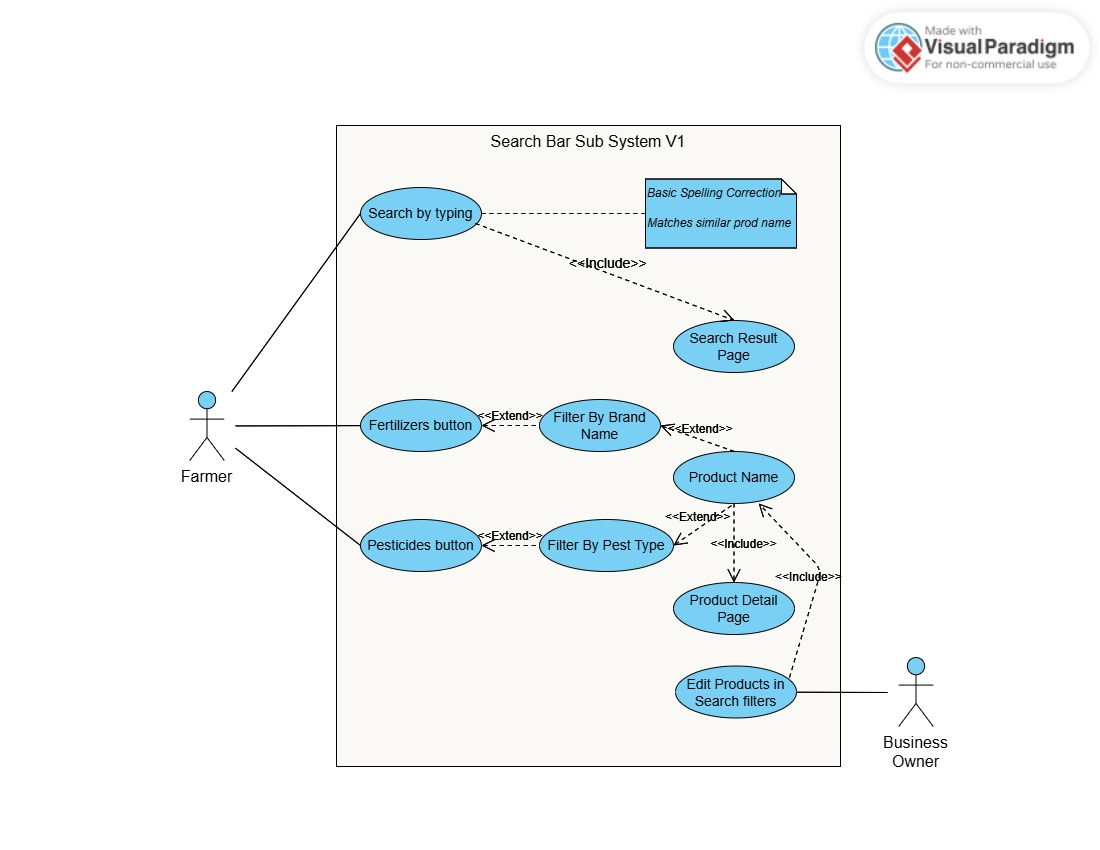 Made with
VisualParadigm
For non-commercial use
Search Bar Sub System V1
Search by typing
Basic Spelling Correction
Matches similar prod name
<<Include>>
Search Result
Page
Farmer
Fertilizers button
<<Extend>>
Filter By Brand
Name
<<Extend>>
Product Name
Pesticides button
<<Extend>>
Filter By Pest Type
<<Extend>>
<<Include>>
<<Include>>
Product Detail
Page
Edit Products in
Search filters
Business
Owner